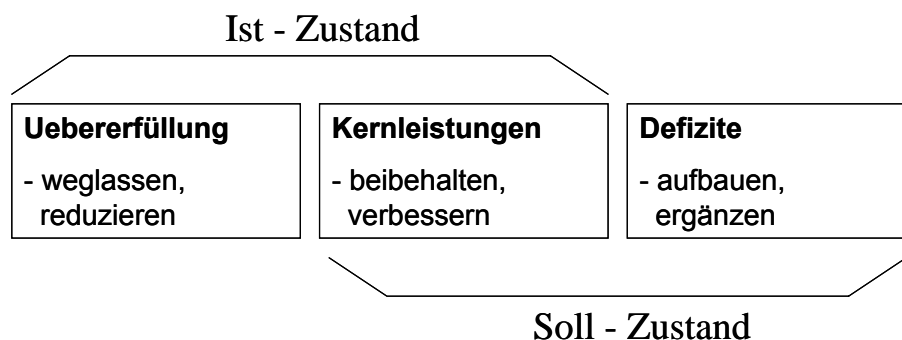 Ist - Zustand
Uebererfüllung
- weglassen,
reduzieren
Kernleistungen
- beibehalten,
verbessern
Defizite
- aufbauen,
ergänzen
Soll - Zustand